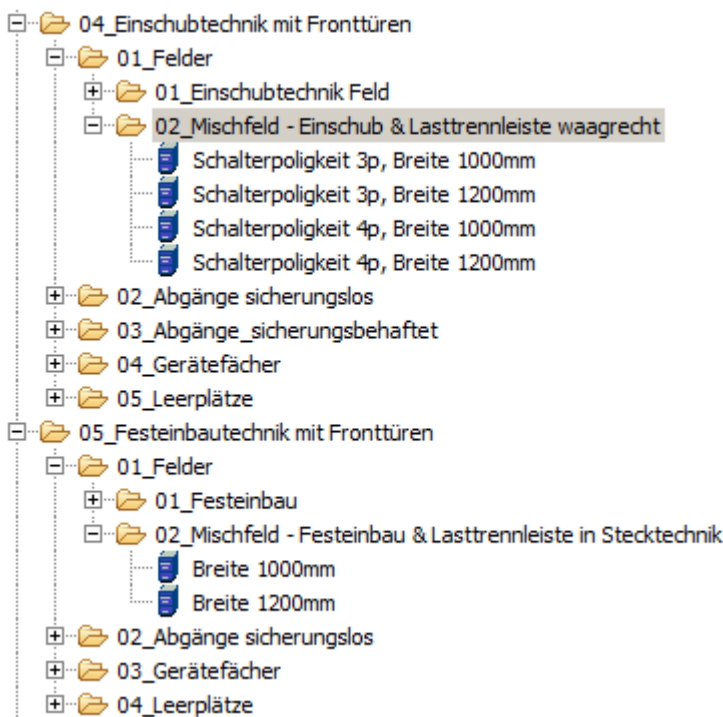 04_Einschubtechnik mit Fronttüren
01_Felder
01_Einschubtechnik Feld
02_Mischfeld - Einschub & Lasttrennleiste waagrecht
Schalterpoligkeit 3p, Breite 1000mm
Schalterpoligkeit 3p, Breite 1200mm
Schalterpoligkeit 4p, Breite 1000mm
Schalterpoligkeit 4p, Breite 1200mm
02_Abgänge sicherungslos
03_Abgänge_sicherungsbehaftet
04_Gerätefächer
05_Leerplätze
05_Festeinbautechnik mit Fronttüren
01_Felder
01_Festeinbau
02_Mischfeld - Festeinbau & Lasttrennleiste in Stecktechnik
Breite 1000mm
Breite 1200mm
02_Abgänge sicherungslos
03_Gerätefächer
04_Leerplätze